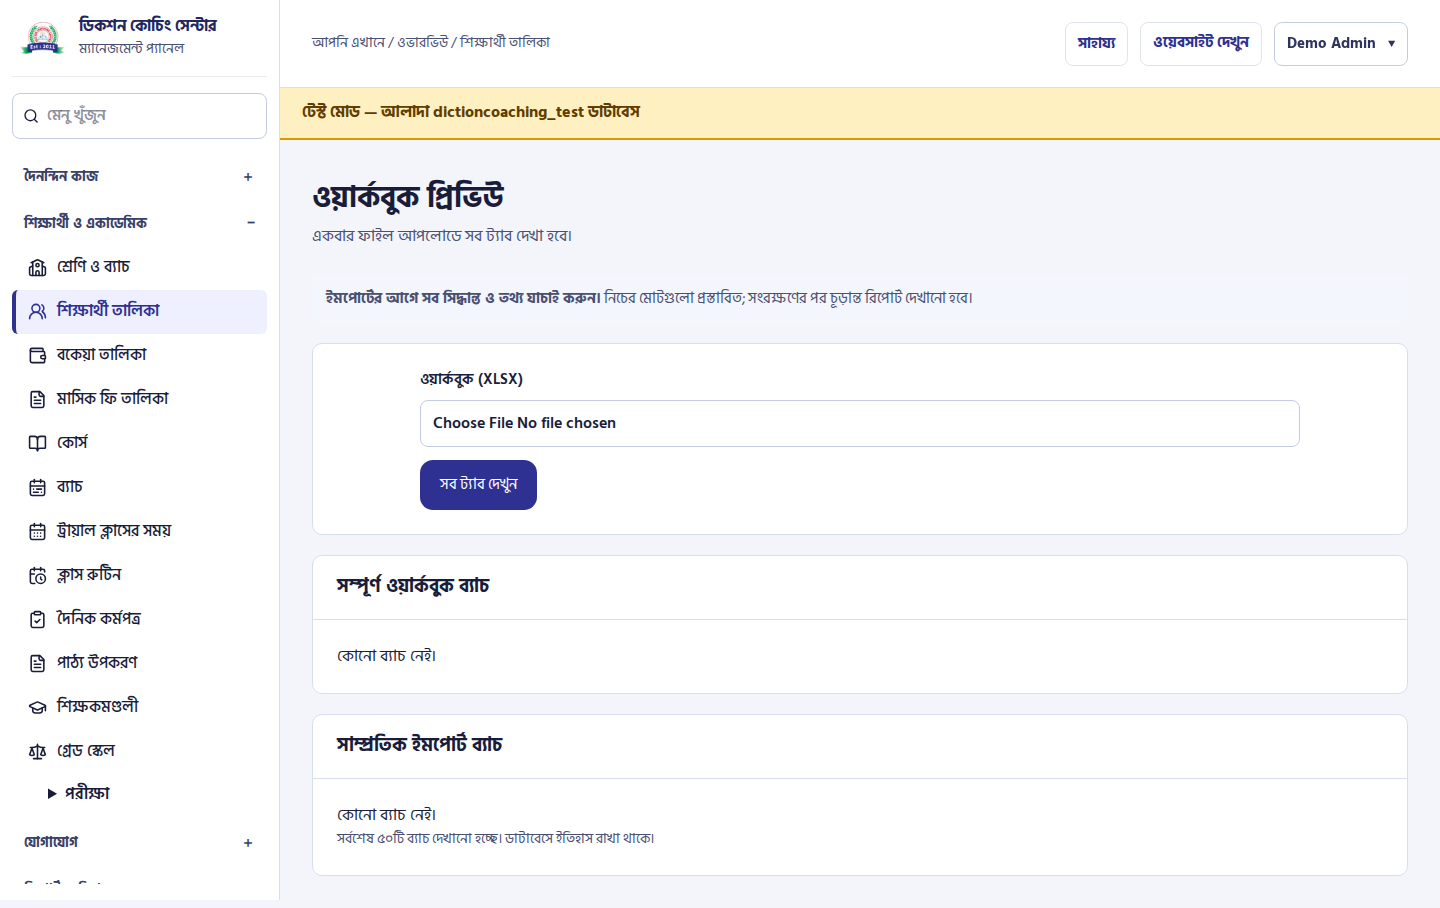 ডিকশন কোচিং সেন্টার
ম্যানেজমেন্ট প্যানেল
Est : 2011
আপনি এখানে / ওভারভিউ / শিক্ষার্থী তালিকা
সাহায্য
ওয়েবসাইট দেখুন
Demo Admin
মেনু খুঁজুন
টেস্ট মোড — আলাদা dictioncoaching_test ডাটাবেস
দৈনন্দিন কাজ +
শিক্ষার্থী ও একাডেমিক −
শ্রেণি ও ব্যাচ
শিক্ষার্থী তালিকা
বকেয়া তালিকা
মাসিক ফি তালিকা
কোর্স
ব্যাচ
ট্রায়াল ক্লাসের সময়
ক্লাস রুটিন
দৈনিক কর্মপত্র
পাঠ্য উপকরণ
শিক্ষকমণ্ডলী
গ্রেড স্কেল
পরীক্ষা
যোগাযোগ +
ওয়ার্কবুক প্রিভিউ
একবার ফাইল আপলোডে সব ট্যাব দেখা হবে।
ইমপোর্টের আগে সব সিদ্ধান্ত ও তথ্য যাচাই করুন। নিচের মোটগুলো প্রস্তাবিত; সংরক্ষণের পর চূড়ান্ত রিপোর্ট দেখানো হবে।
ওয়ার্কবুক (XLSX)
Choose File No file chosen
সব ট্যাব দেখুন
সম্পূর্ণ ওয়ার্কবুক ব্যাচ
কোনো ব্যাচ নেই।
সাম্প্রতিক ইমপোর্ট ব্যাচ
কোনো ব্যাচ নেই।
সর্বশেষ ৫০টি ব্যাচ দেখানো হচ্ছে। ডাটাবেসে ইতিহাস রাখা থাকে।